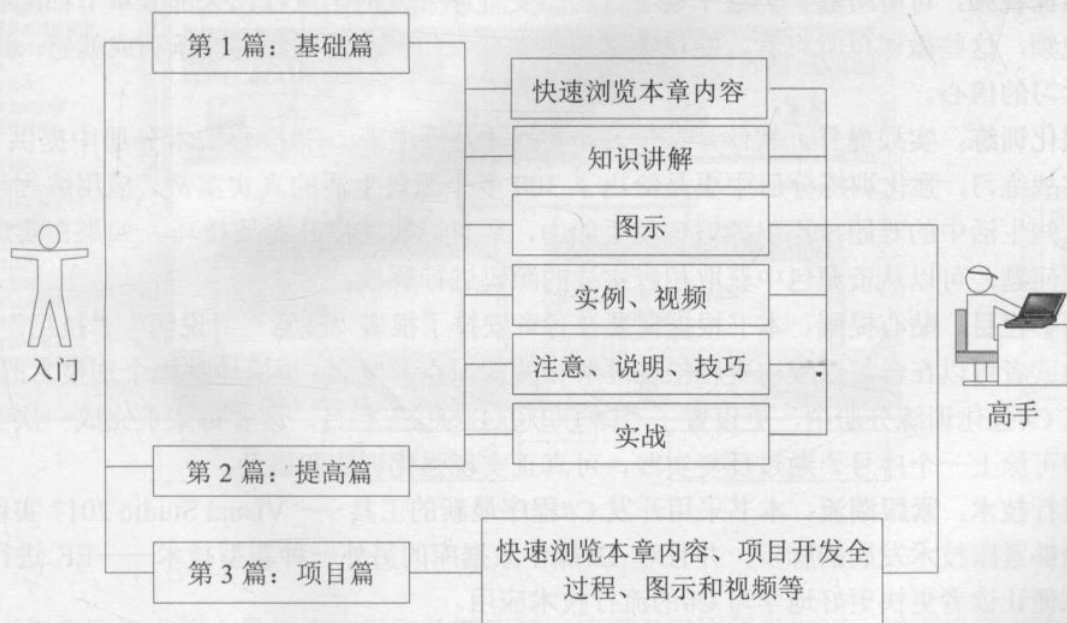 第 1 篇：基础篇
快速浏览本章内容
知识讲解
图示
实例、视频
注意、说明、技巧
实战
入门
高手
第 2 篇：提高篇
第 3 篇：项目篇
快速浏览本章内容、项目开发全
过程、图示和视频等